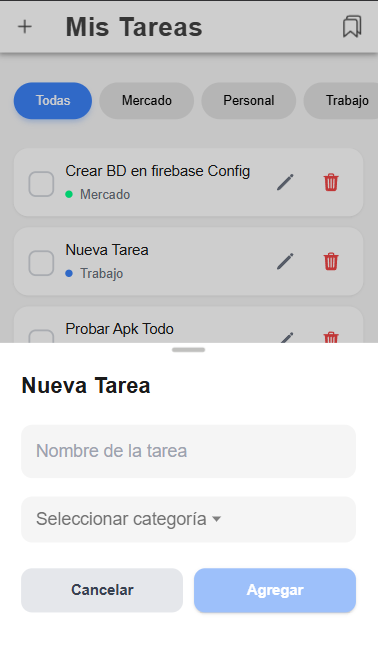 Mis Tareas
Todas Mercado Personal Trabajo
Crear BD en firebase Config
Mercado
Nueva Tarea
Trabajo
Probar Apk Todo
Nueva Tarea
Nombre de la tarea
Seleccionar categoría
Cancelar Agregar